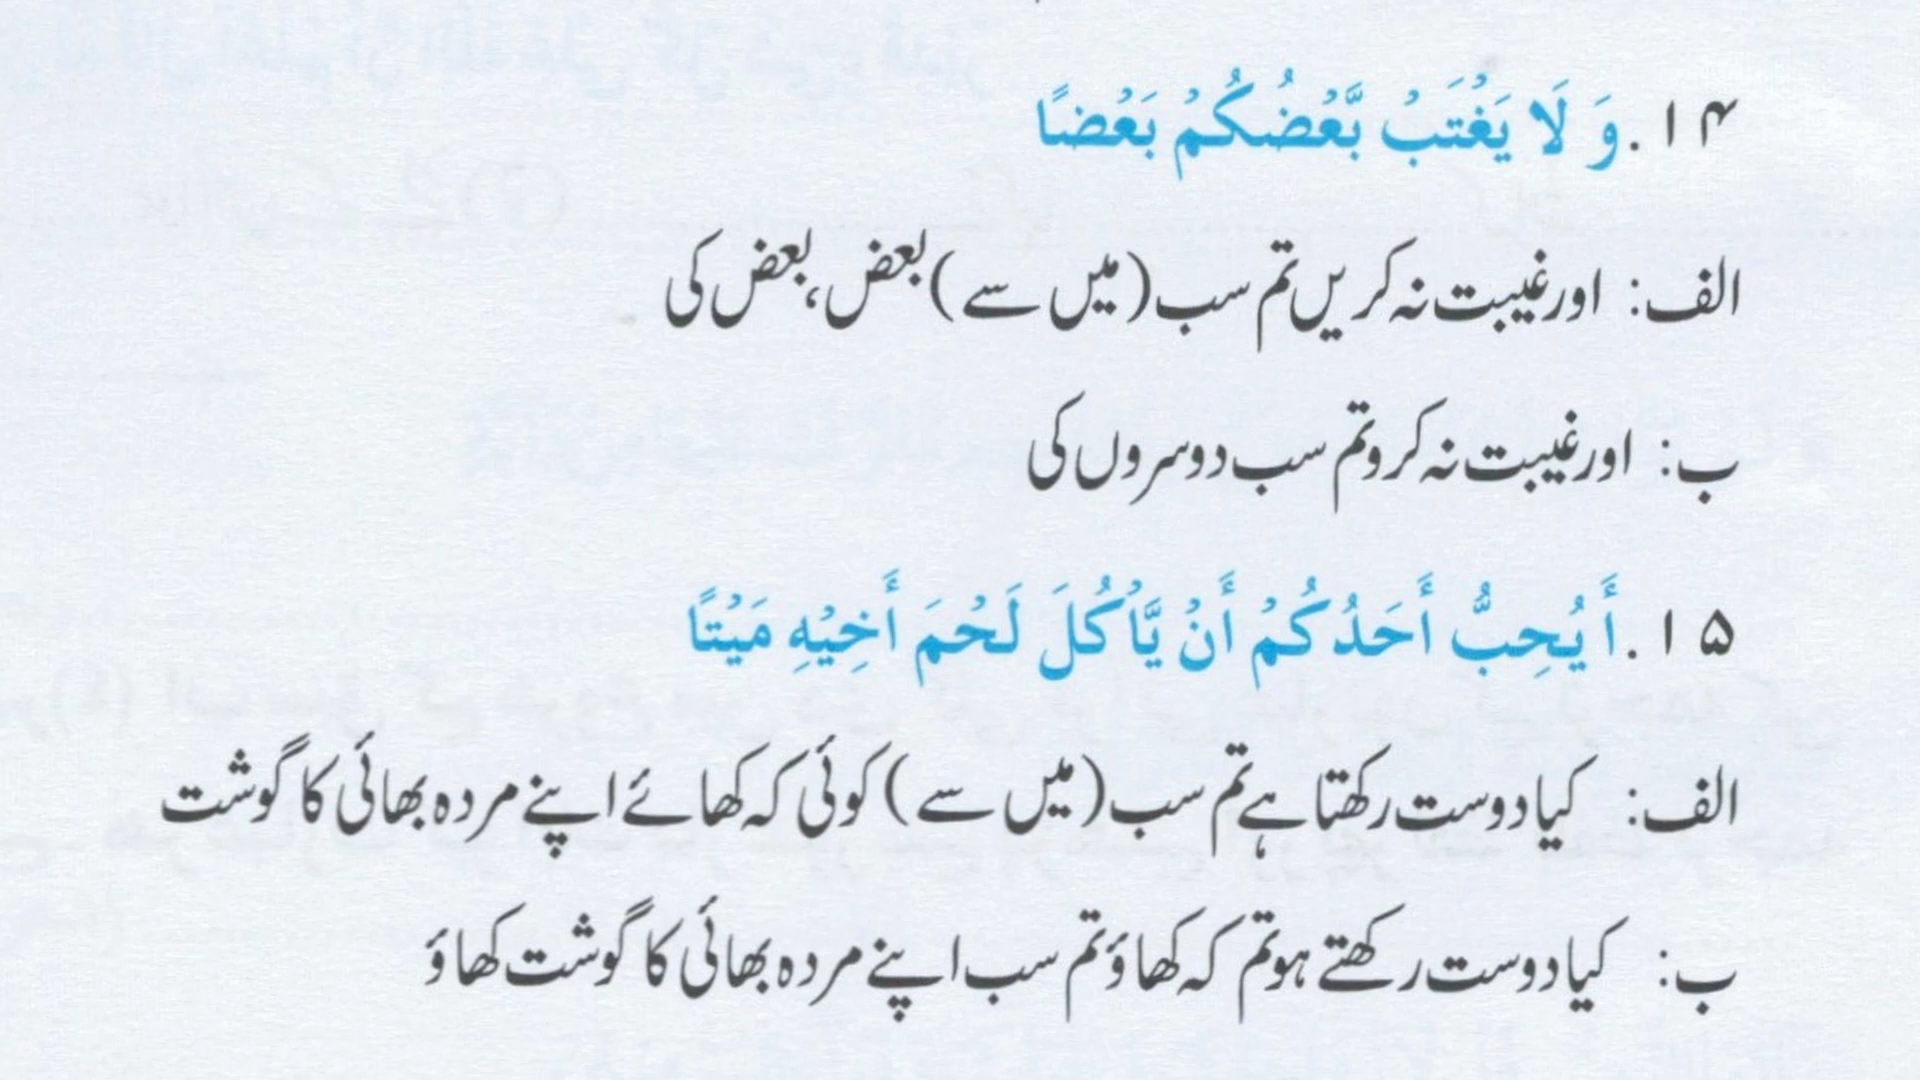 ۱۴. وَ لَا یَغْتَبْ بَّعْضُکُمْ بَعْضًا
الف: اور غیبت نہ کریں تم سب (میں سے) بعض، بعض کی
ب: اور غیبت نہ کرو تم سب دوسروں کی
۱۵. أَ یُحِبُّ أَحَدُکُمْ أَنْ یَّاْکُلَ لَحْمَ أَخِیْهِ مَیْتًا
الف: کیا دوست رکھتا ہے تم سب (میں سے) کوئی کہ کھائے اپنے مردہ بھائی کا گوشت
ب: کیا دوست رکھتے ہو تم کہ کھاؤ تم سب اپنے مردہ بھائی کا گوشت کھاؤ